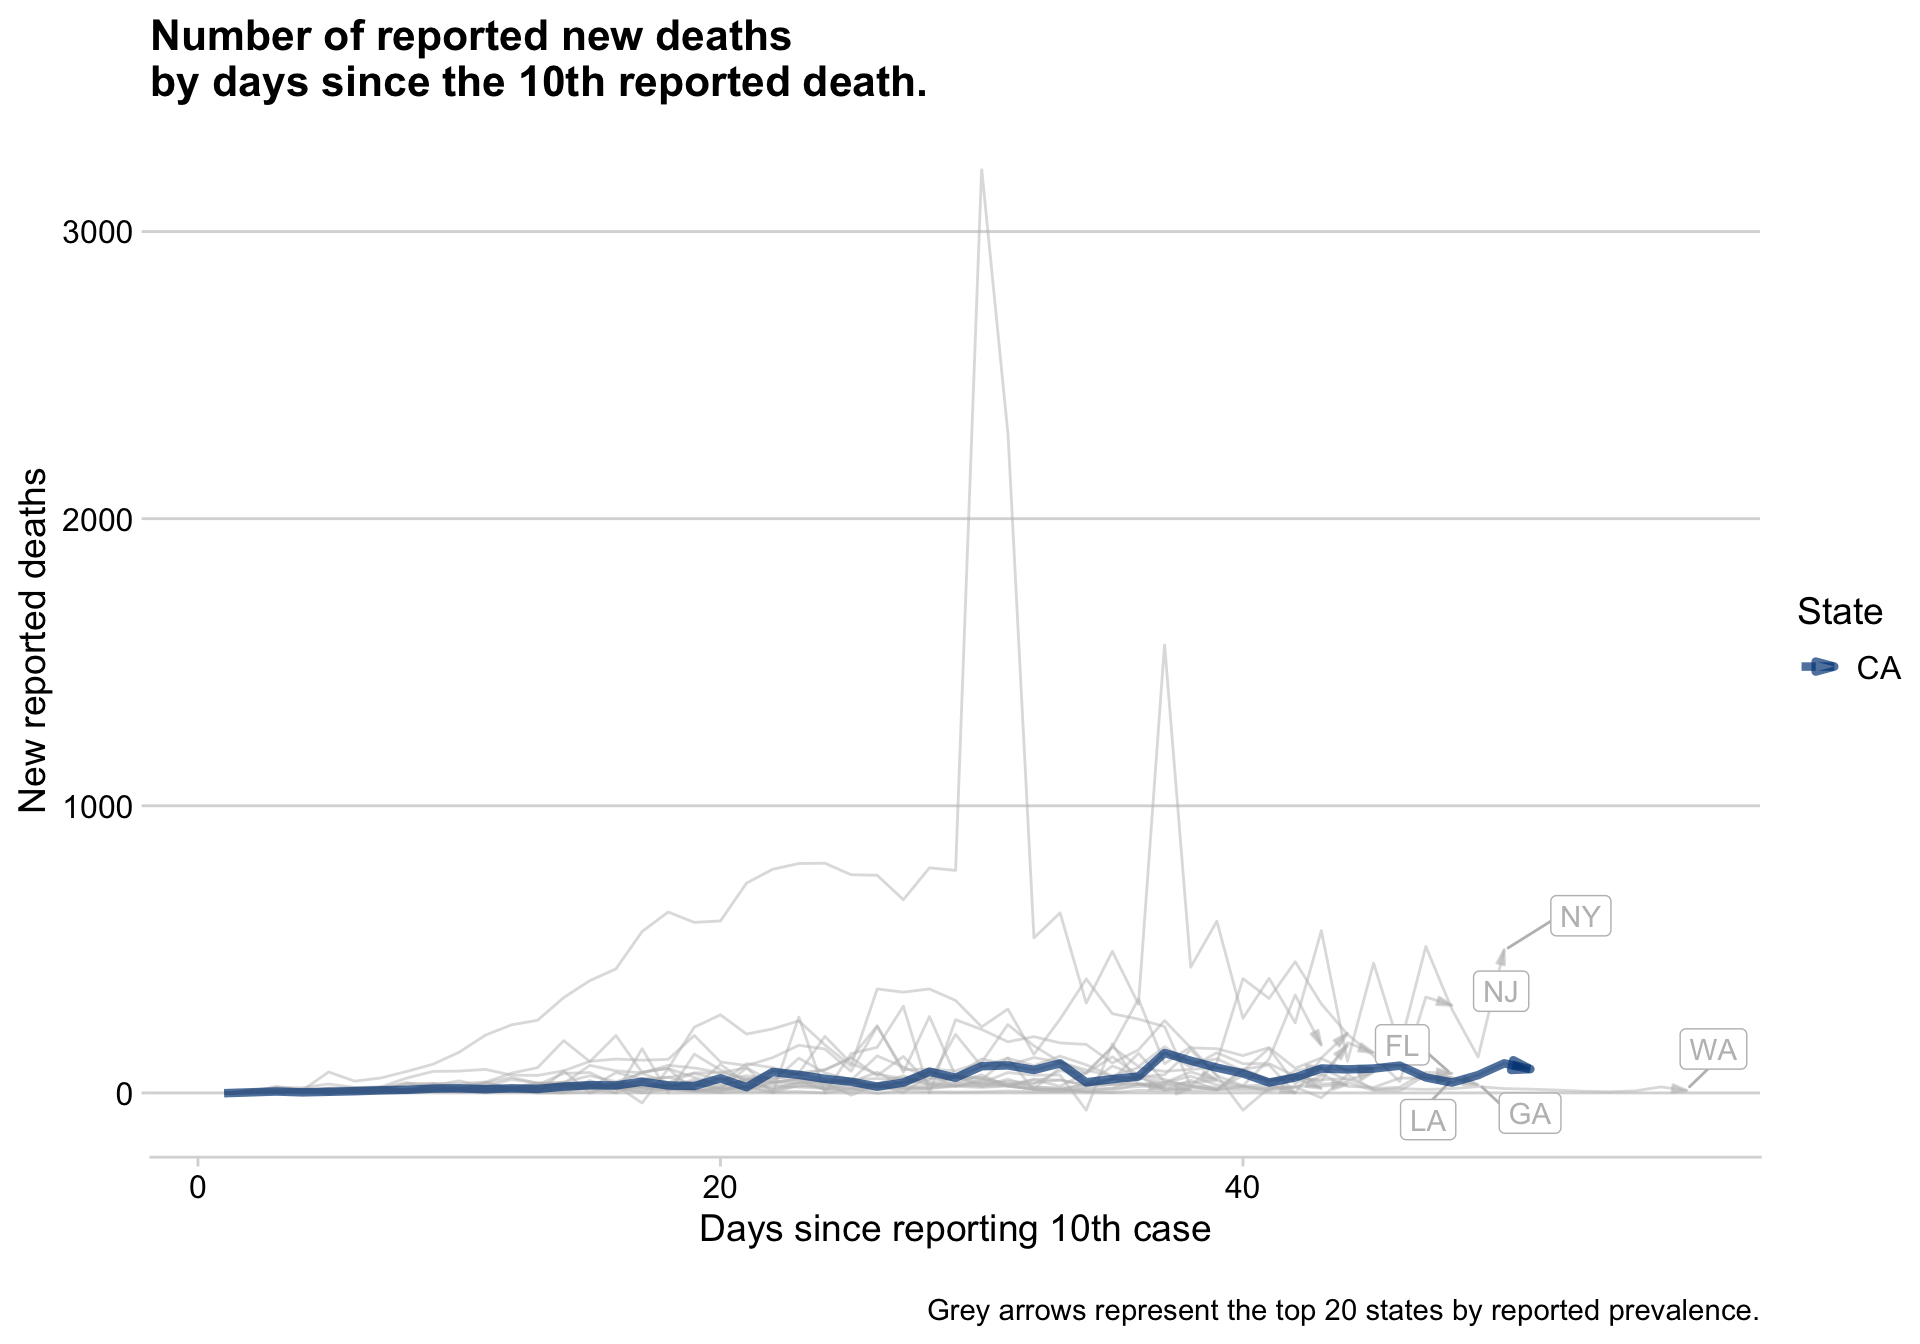 Number of reported new deaths
by days since the 10th reported death.
New reported deaths
3000
2000
1000
0
NY
NJ
FL
WA
LA
GA
State
CA
0
20
40
Days since reporting 10th case
Grey arrows represent the top 20 states by reported prevalence.